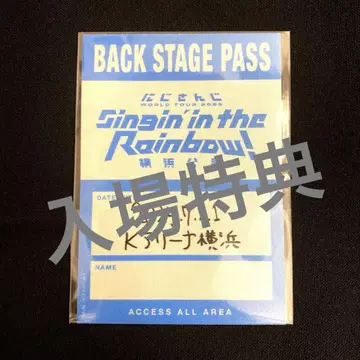 BACK STAGE PASS
にじさんじ
WORLD TOUR 2025
Singin' in the
Rainbow!
横浜公演
入場特典
DATE
Kアリーナ横浜
NAME
ACCESS ALL AREA